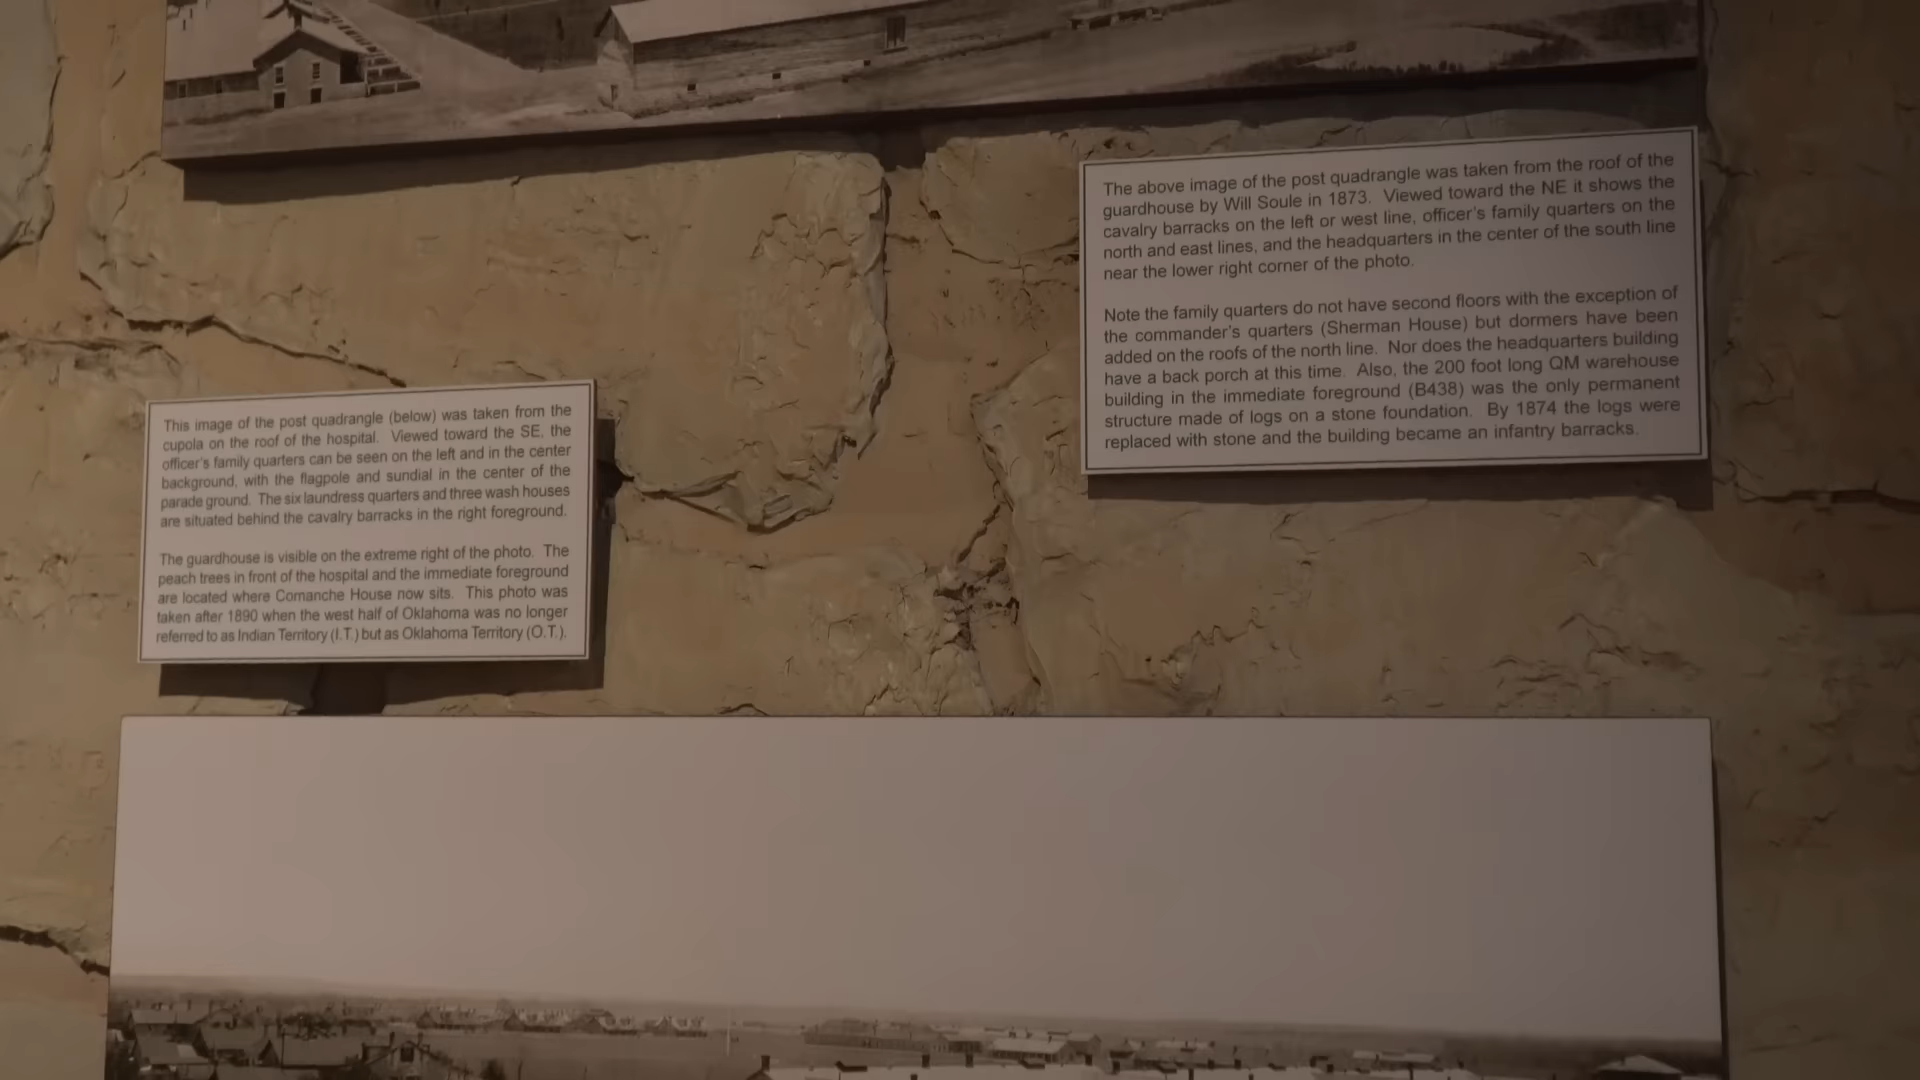 The above image of the post quadrangle was taken from the roof of the
guardhouse by Will Soule in 1873. Viewed toward the NE it shows the
cavalry barracks on the left or west line, officer's family quarters on the
north and east lines, and the headquarters in the center of the south line
near the lower right corner of the photo.
Note the family quarters do not have second floors with the exception of
the commander's quarters (Sherman House) but dormers have been
added on the roofs of the north line. Nor does the headquarters building
have a back porch at this time. Also, the 200 foot long QM warehouse
building in the immediate foreground (B438) was the only permanent
structure made of logs on a stone foundation. By 1874 the logs were
replaced with stone and the building became an infantry barracks.
This image of the post quadrangle (below) was taken from the
cupola on the roof of the hospital. Viewed toward the SE, the
officer's family quarters can be seen on the left and in the center
background, with the flagpole and sundial in the center of the
parade ground. The six laundress quarters and three wash houses
are situated behind the cavalry barracks in the right foreground.
The guardhouse is visible on the extreme right of the photo. The
peach trees in front of the hospital and the immediate foreground
are located where Comanche House now sits. This photo was
taken after 1890 when the west half of Oklahoma was no longer
referred to as Indian Territory (I.T.) but as Oklahoma Territory (O.T.).